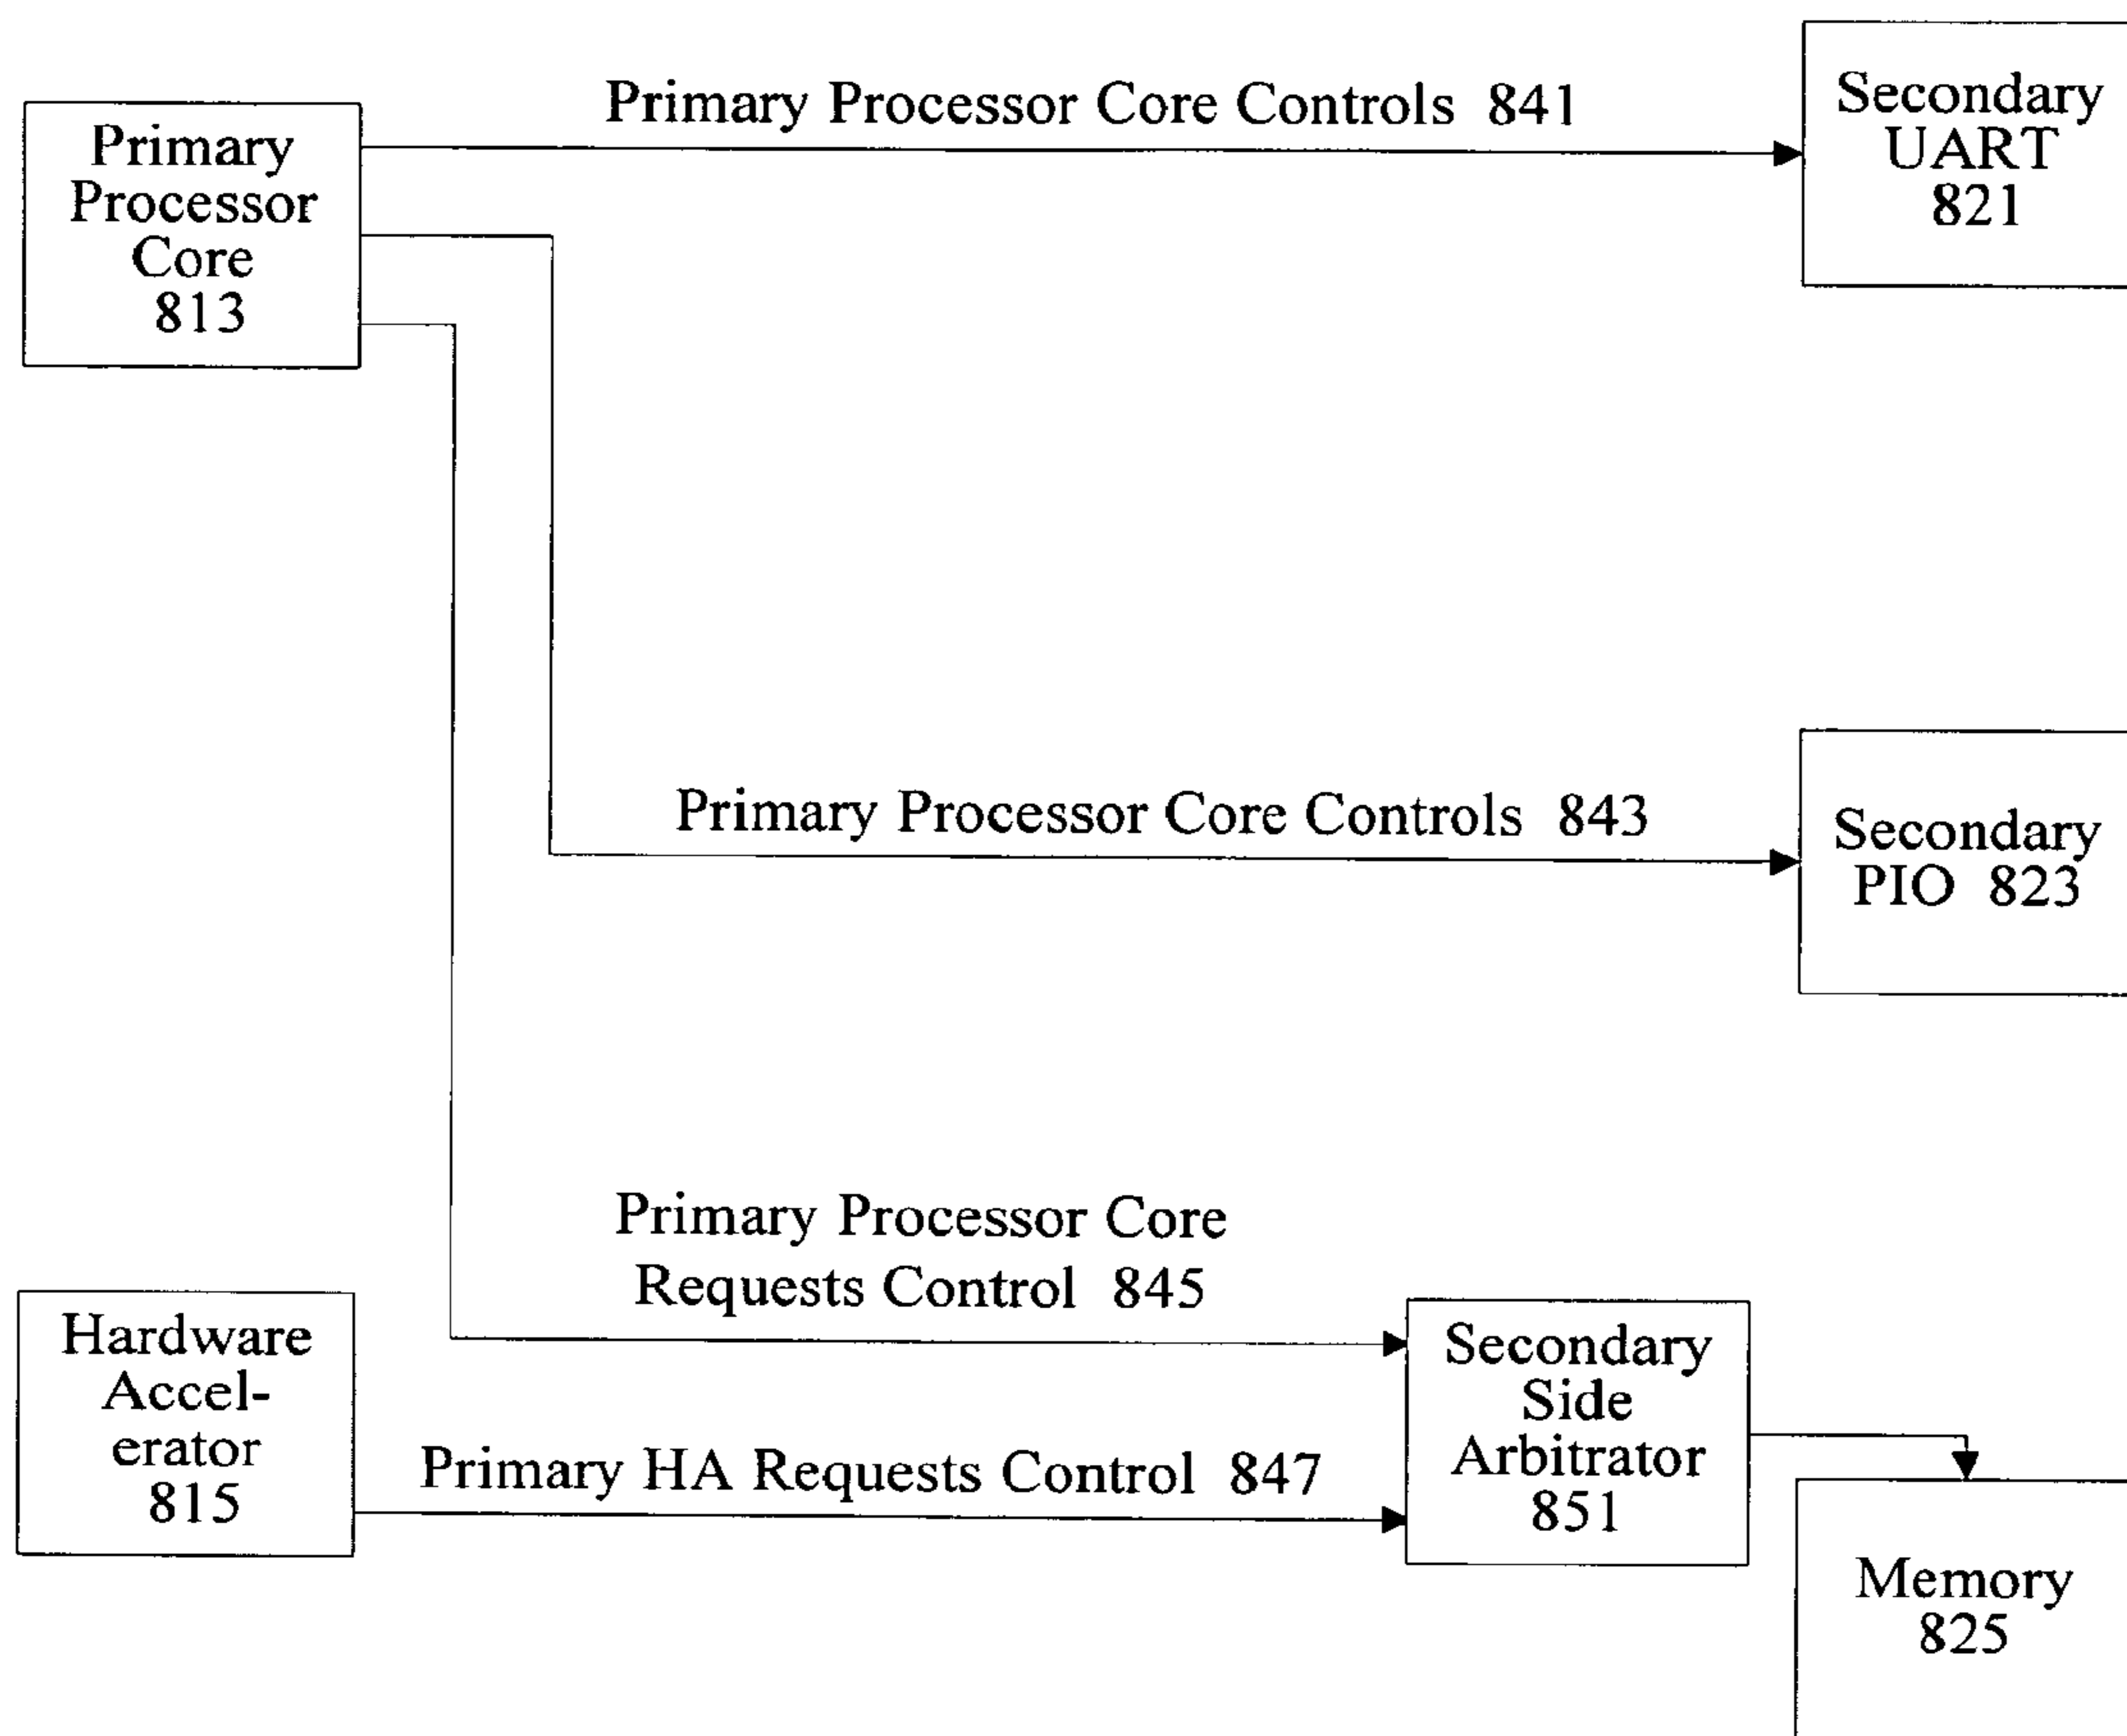 Primary Processor Core Controls 841
Secondary
UART
821
Primary
Processor
Core
813
Primary Processor Core Controls 843
Secondary
PIO 823
Primary Processor Core
Requests Control 845
Hardware
Accel-
erator
815
Primary HA Requests Control 847
Secondary
Side
Arbitrator
851
Memory
825